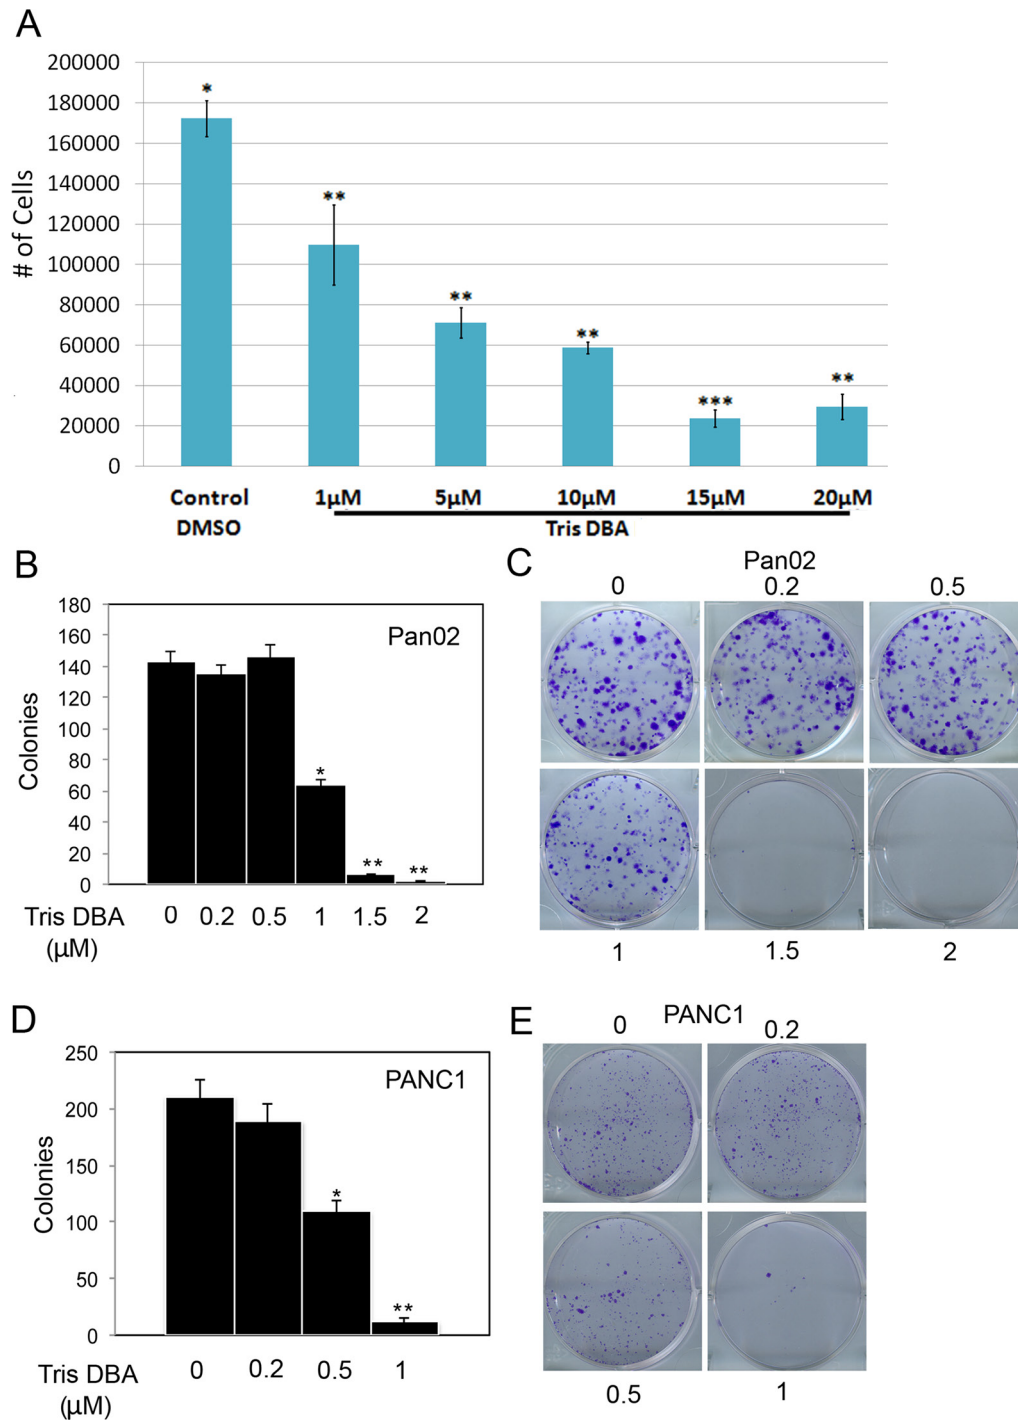 A
200000
180000
160000
140000
120000
100000
80000
60000
40000
20000
0
# of Cells
*
**
**
**
***
**
Control DMSO
1µM
5µM
10µM
15µM
20µM
Tris DBA
B
180
160
140
120
100
80
60
40
20
0
Colonies
Pan02
*
**
**
0 0.2 0.5 1 1.5 2
Tris DBA
(µM)
C
Pan02
0 0.2 0.5
1 1.5 2
D
250
200
150
100
50
0
Colonies
PANC1
*
**
0 0.2 0.5 1
Tris DBA
(µM)
E
PANC1
0 0.2
0.5 1